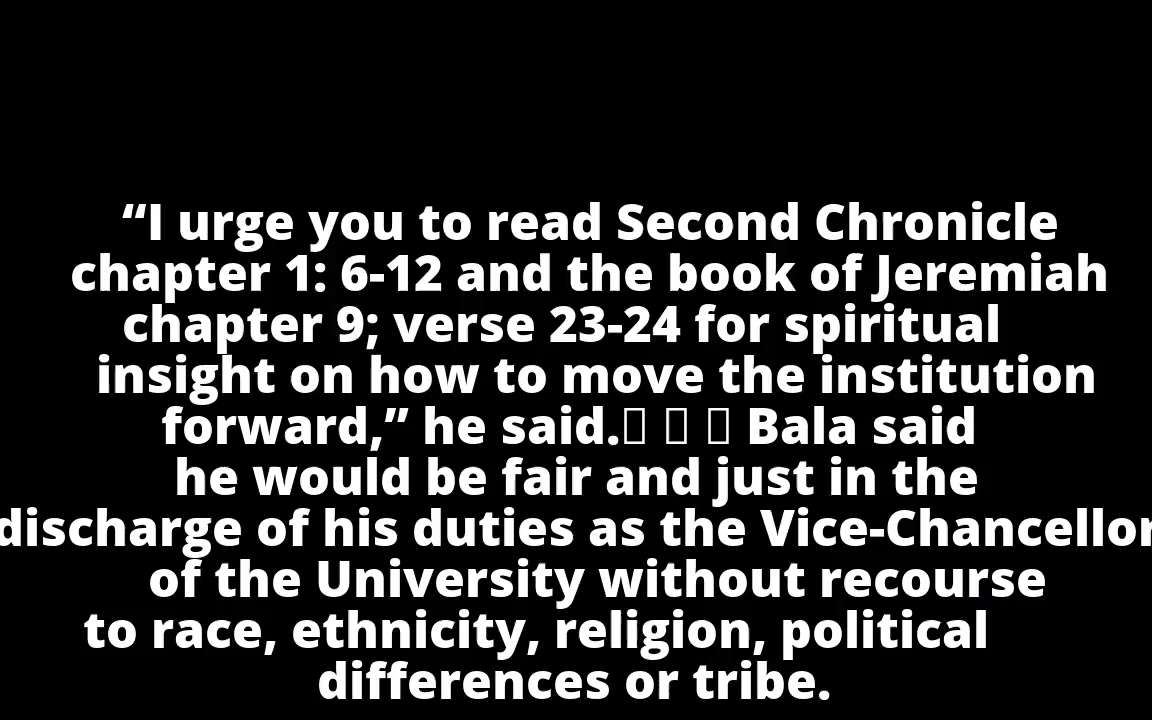 “I urge you to read Second Chronicle
chapter 1: 6-12 and the book of Jeremiah
chapter 9; verse 23-24 for spiritual
insight on how to move the institution
forward,” he said. Bala said
he would be fair and just in the
discharge of his duties as the Vice-Chancellor
of the University without recourse
to race, ethnicity, religion, political
differences or tribe.